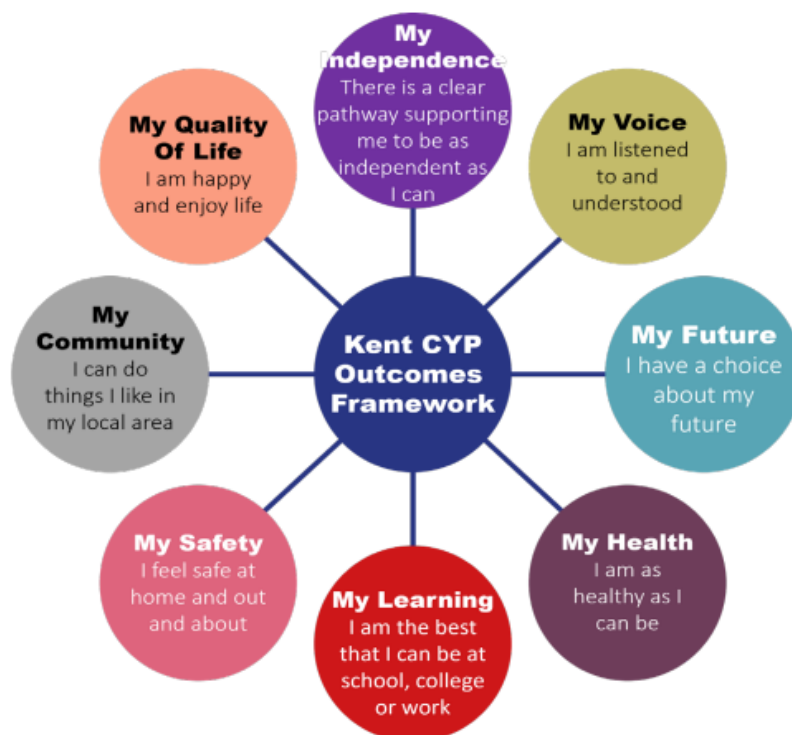 My
Independence
There is a clear
pathway supporting
me to be as
independent as
I can
My Voice
I am listened
to and
understood
My Future
I have a choice
about my
future
My Health
I am as
healthy as I
can be
My Learning
I am the best
that I can be at
school, college
or work
My Safety
I feel safe at
home and out
and about
My
Community
I can do
things I like in
my local area
My Quality
Of Life
I am happy
and enjoy life
Kent CYP
Outcomes
Framework